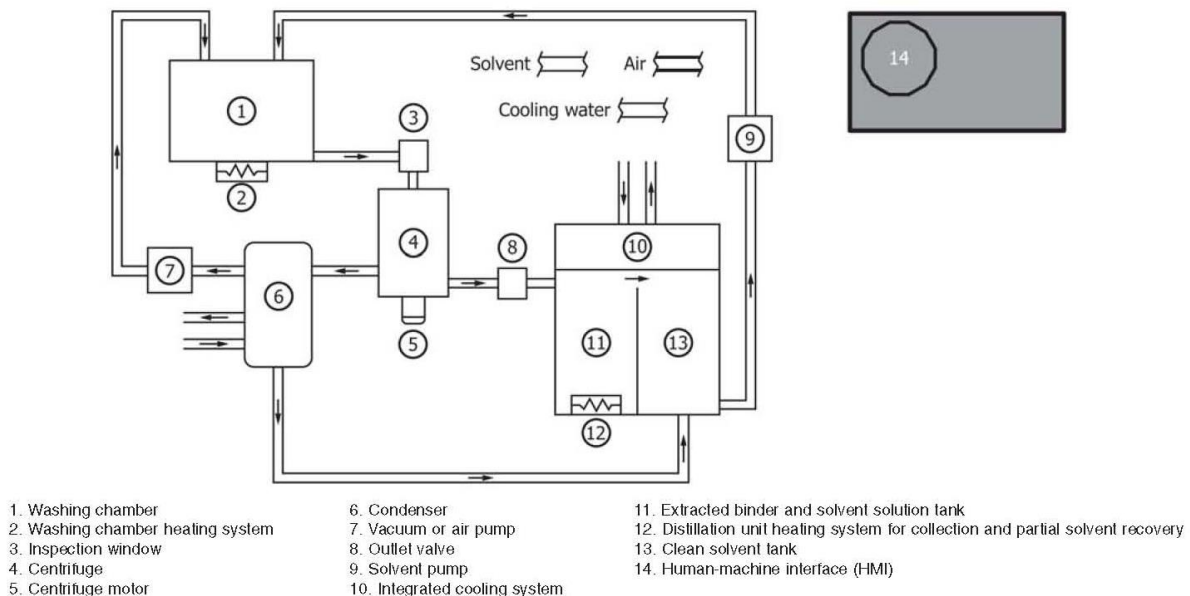 Solvent
Air
Cooling water
14
1
3
9
2
4
8
10
7
6
5
11
13
12
1. Washing chamber
2. Washing chamber heating system
3. Inspection window
4. Centrifuge
5. Centrifuge motor
6. Condenser
7. Vacuum or air pump
8. Outlet valve
9. Solvent pump
10. Integrated cooling system
11. Extracted binder and solvent solution tank
12. Distillation unit heating system for collection and partial solvent recovery
13. Clean solvent tank
14. Human-machine interface (HMI)